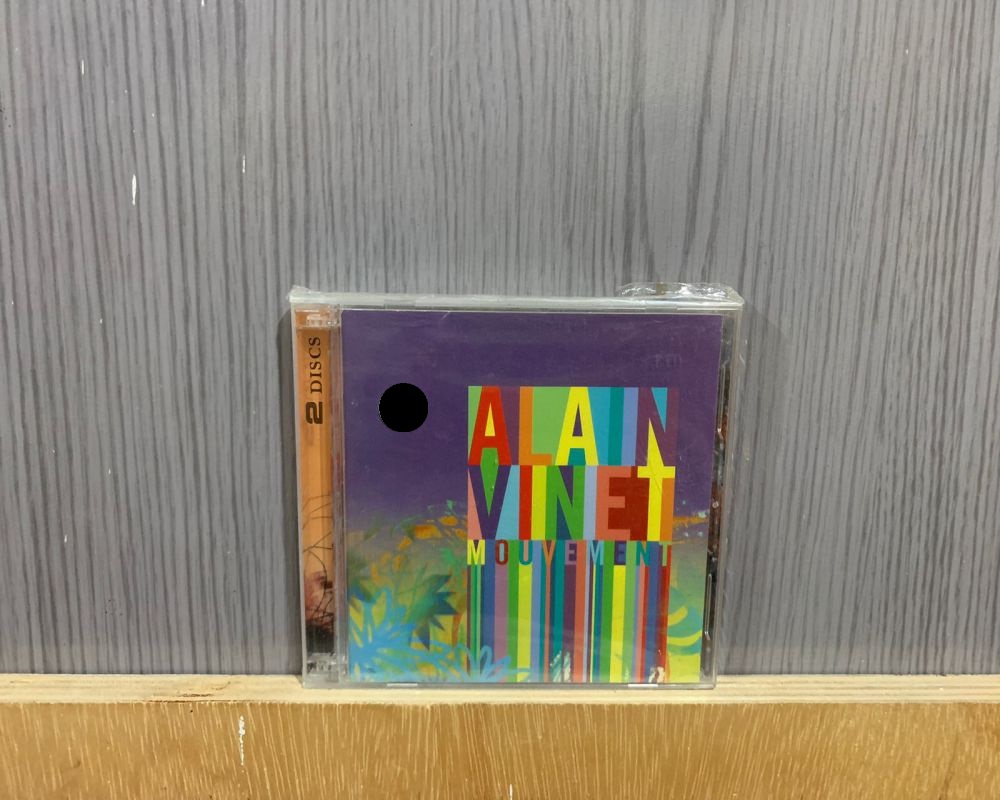 2 DISCS
ALAIN
VINET
MOUVEMENT